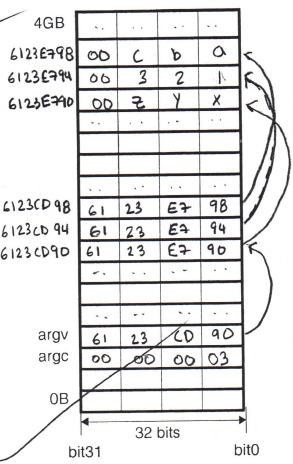 4GB .. .. .. ..
6123E798 00 C b a
6123E794 00 3 2 1
6123E790 00 Z Y X
.. .. .. ..
.. .. .. ..
6123CD98 61 23 E7 98
6123CD94 61 23 E7 94
6123CD90 61 23 E7 90
.. .. .. ..
.. .. .. ..
argv 61 23 CD 90
argc 00 00 00 03
0B
32 bits
bit31 bit0